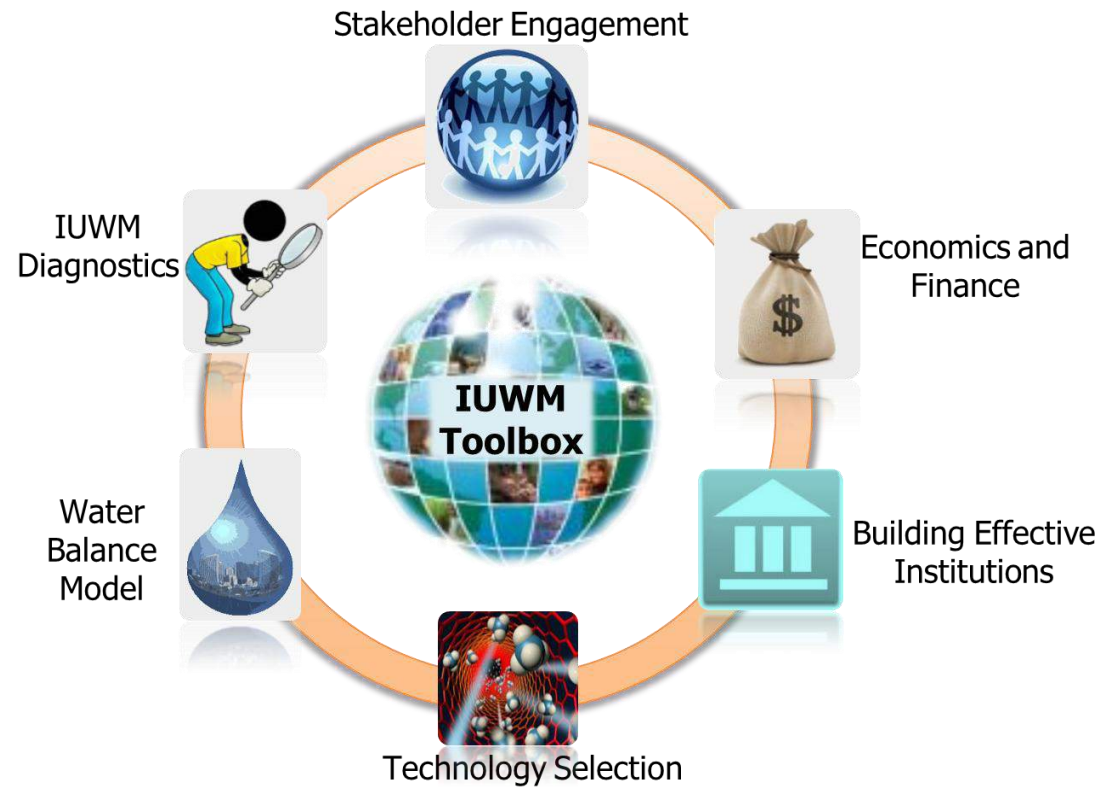 Stakeholder Engagement
IUWM
Diagnostics
Economics and
Finance
$
IUWM
Toolbox
Water
Balance
Model
Building Effective
Institutions
Technology Selection